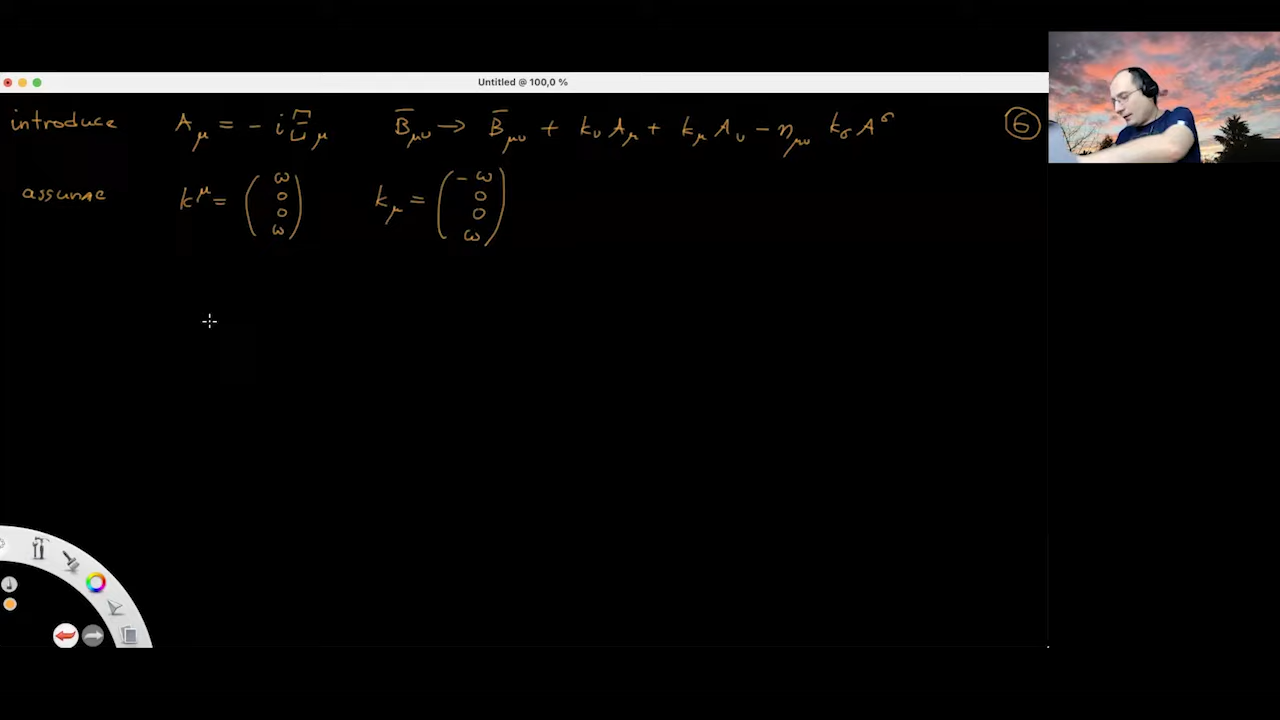 Untitled @ 100,0 %
introduce A_μ = - i Ξ_μ B̄_μν → B̄_μν + k_ν A_μ + k_μ A_ν - η_μν k_σ A^σ ⑥
assume k^μ = (ω 0 0 ω) k_μ = (-ω 0 0 ω)